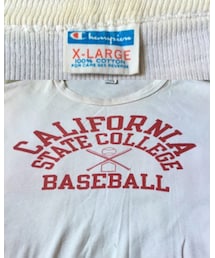 Champion
X-LARGE
100% COTTON
FOR CARE SEE REVERSE
CALIFORNIA
STATE COLLEGE
BASEBALL